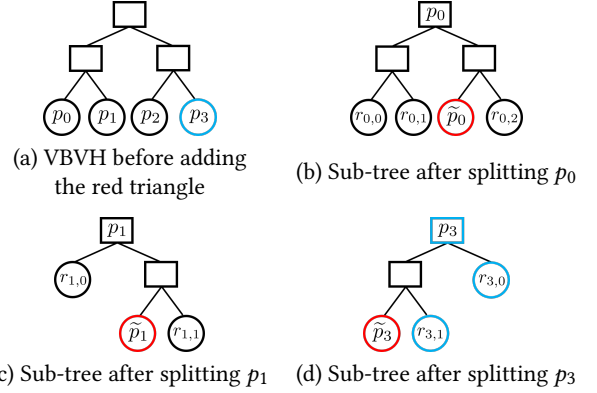 p₀ p₁ p₂ p₃
(a) VBVH before adding
the red triangle
p₀
r₀,₀ r₀,₁ p̃₀ r₀,₂
(b) Sub-tree after splitting p₀
p₁
r₁,₀
p̃₁ r₁,₁
c) Sub-tree after splitting p₁
p₃
r₃,₀
p̃₃ r₃,₁
(d) Sub-tree after splitting p₃